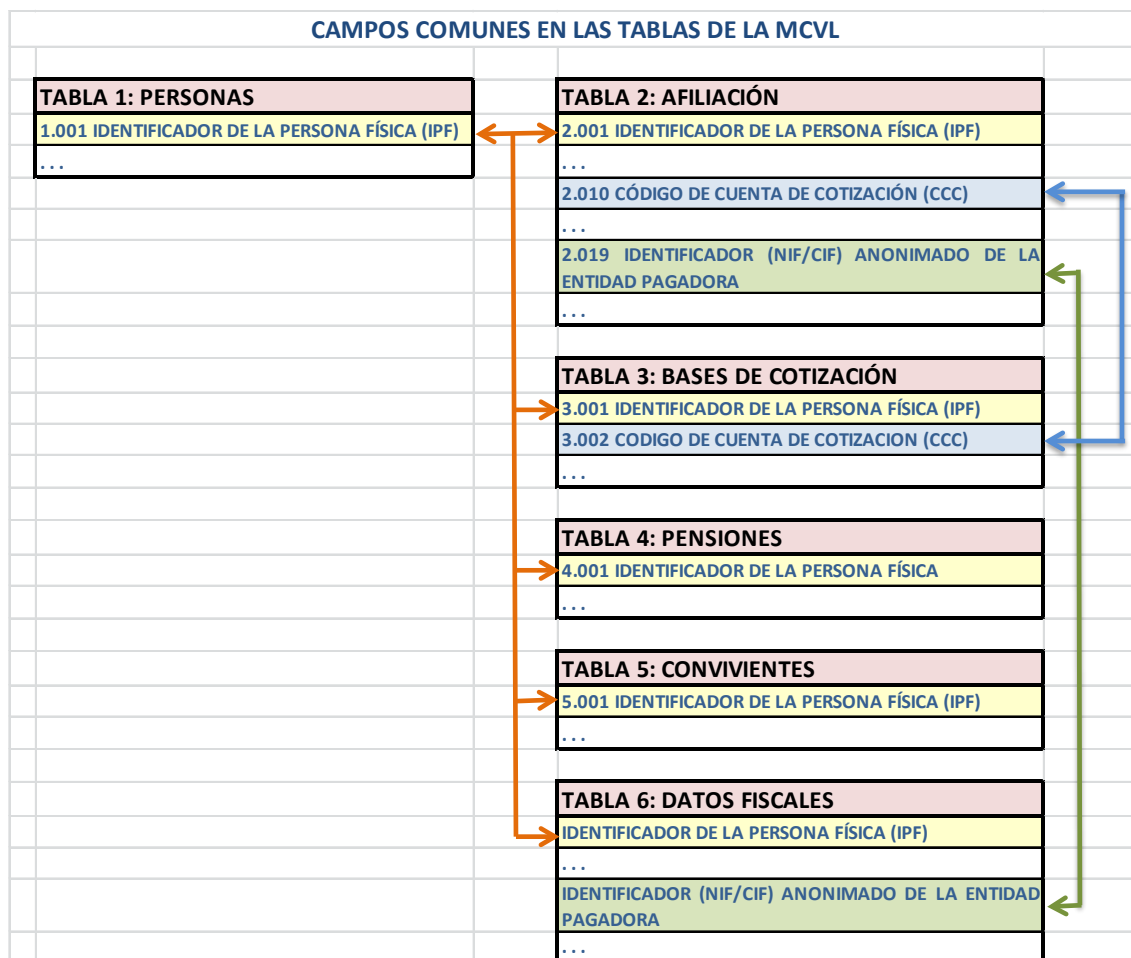 CAMPOS COMUNES EN LAS TABLAS DE LA MCVL
TABLA 1: PERSONAS
1.001 IDENTIFICADOR DE LA PERSONA FÍSICA (IPF)
...
TABLA 2: AFILIACIÓN
2.001 IDENTIFICADOR DE LA PERSONA FÍSICA (IPF)
...
2.010 CÓDIGO DE CUENTA DE COTIZACIÓN (CCC)
...
2.019 IDENTIFICADOR (NIF/CIF) ANONIMADO DE LA
ENTIDAD PAGADORA
...
TABLA 3: BASES DE COTIZACIÓN
3.001 IDENTIFICADOR DE LA PERSONA FÍSICA (IPF)
3.002 CODIGO DE CUENTA DE COTIZACION (CCC)
...
TABLA 4: PENSIONES
4.001 IDENTIFICADOR DE LA PERSONA FÍSICA
...
TABLA 5: CONVIVIENTES
5.001 IDENTIFICADOR DE LA PERSONA FÍSICA (IPF)
...
TABLA 6: DATOS FISCALES
IDENTIFICADOR DE LA PERSONA FÍSICA (IPF)
...
IDENTIFICADOR (NIF/CIF) ANONIMADO DE LA ENTIDAD
PAGADORA
...